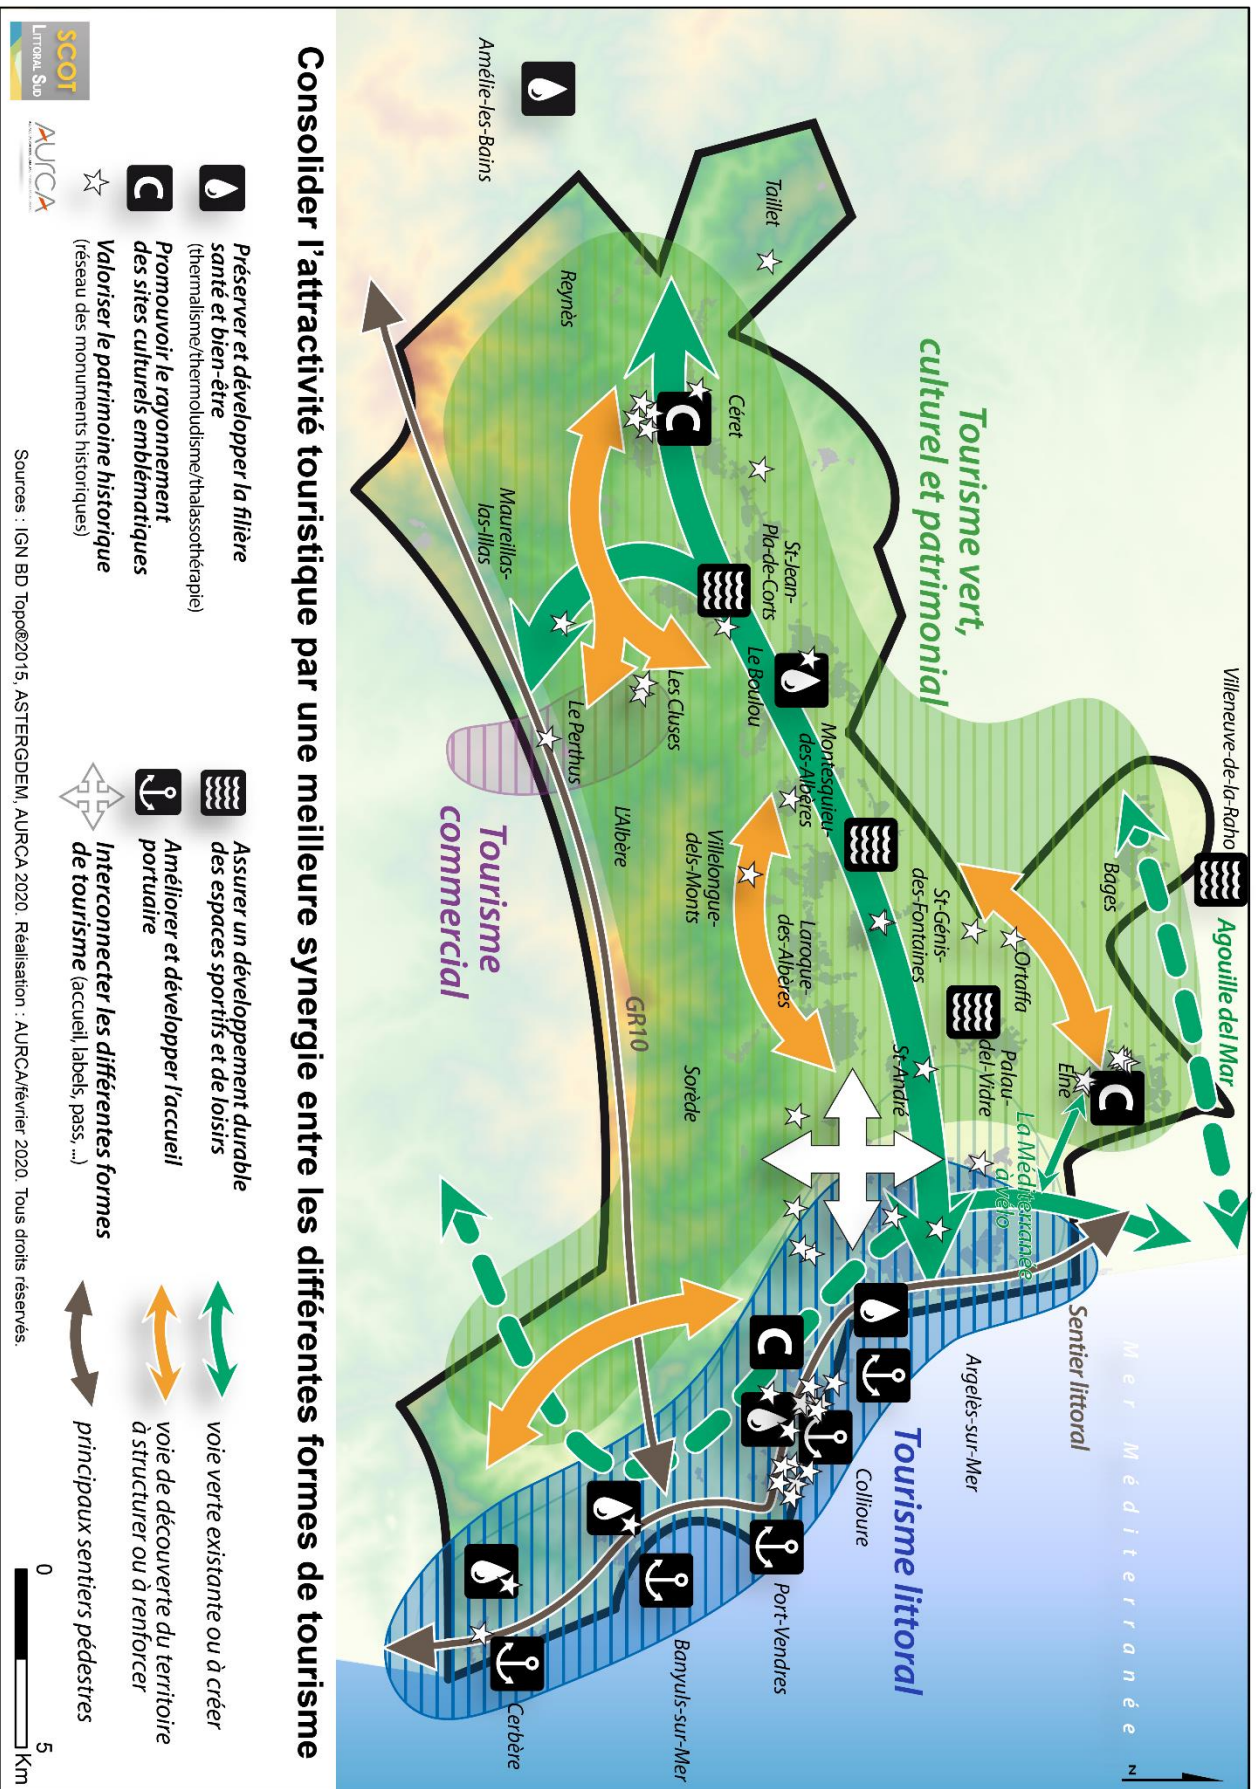 Villeneuve-de-la-Raho
Agouille del Mar
Mer Méditerranée
N
Bages
Tourisme vert,
culturel et patrimonial
Ortaffa
Elne
La Méditerranée
à vélo
Sentier littoral
Palau-
del-Vidre
St-Génis-
des-Fontaines
St-André
Argelès-sur-Mer
Tourisme littoral
Taillet
Céret
St-Jean-
Pla-de-Corts
Le Boulou
Montesquieu-
des-Albères
Laroque-
des-Albères
Villelongue-
dels-Monts
Sorède
Collioure
Port-Vendres
Banyuls-sur-Mer
Cerbère
Reynès
Amélie-les-Bains
Maureillas-
las-Illas
Les Cluses
Le Perthus
L'Albère
GR10
Tourisme
commercial
Consolider l'attractivité touristique par une meilleure synergie entre les différentes formes de tourisme
Préserver et développer la filière
santé et bien-être
(thermalisme/thermoludisme/thalassothérapie)
Promouvoir le rayonnement
des sites culturels emblématiques
Valoriser le patrimoine historique
(réseau des monuments historiques)
Assurer un développement durable
des espaces sportifs et de loisirs
Améliorer et développer l'accueil
portuaire
Interconnecter les différentes formes
de tourisme (accueil, labels, pass, ...)
voie verte existante ou à créer
voie de découverte du territoire
à structurer ou à renforcer
principaux sentiers pédestres
SCOT
LITTORAL SUD
AURCA
0 5
Km
Sources : IGN BD Topo®2015, ASTERGDEM, AURCA 2020. Réalisation : AURCA/février 2020. Tous droits réservés.